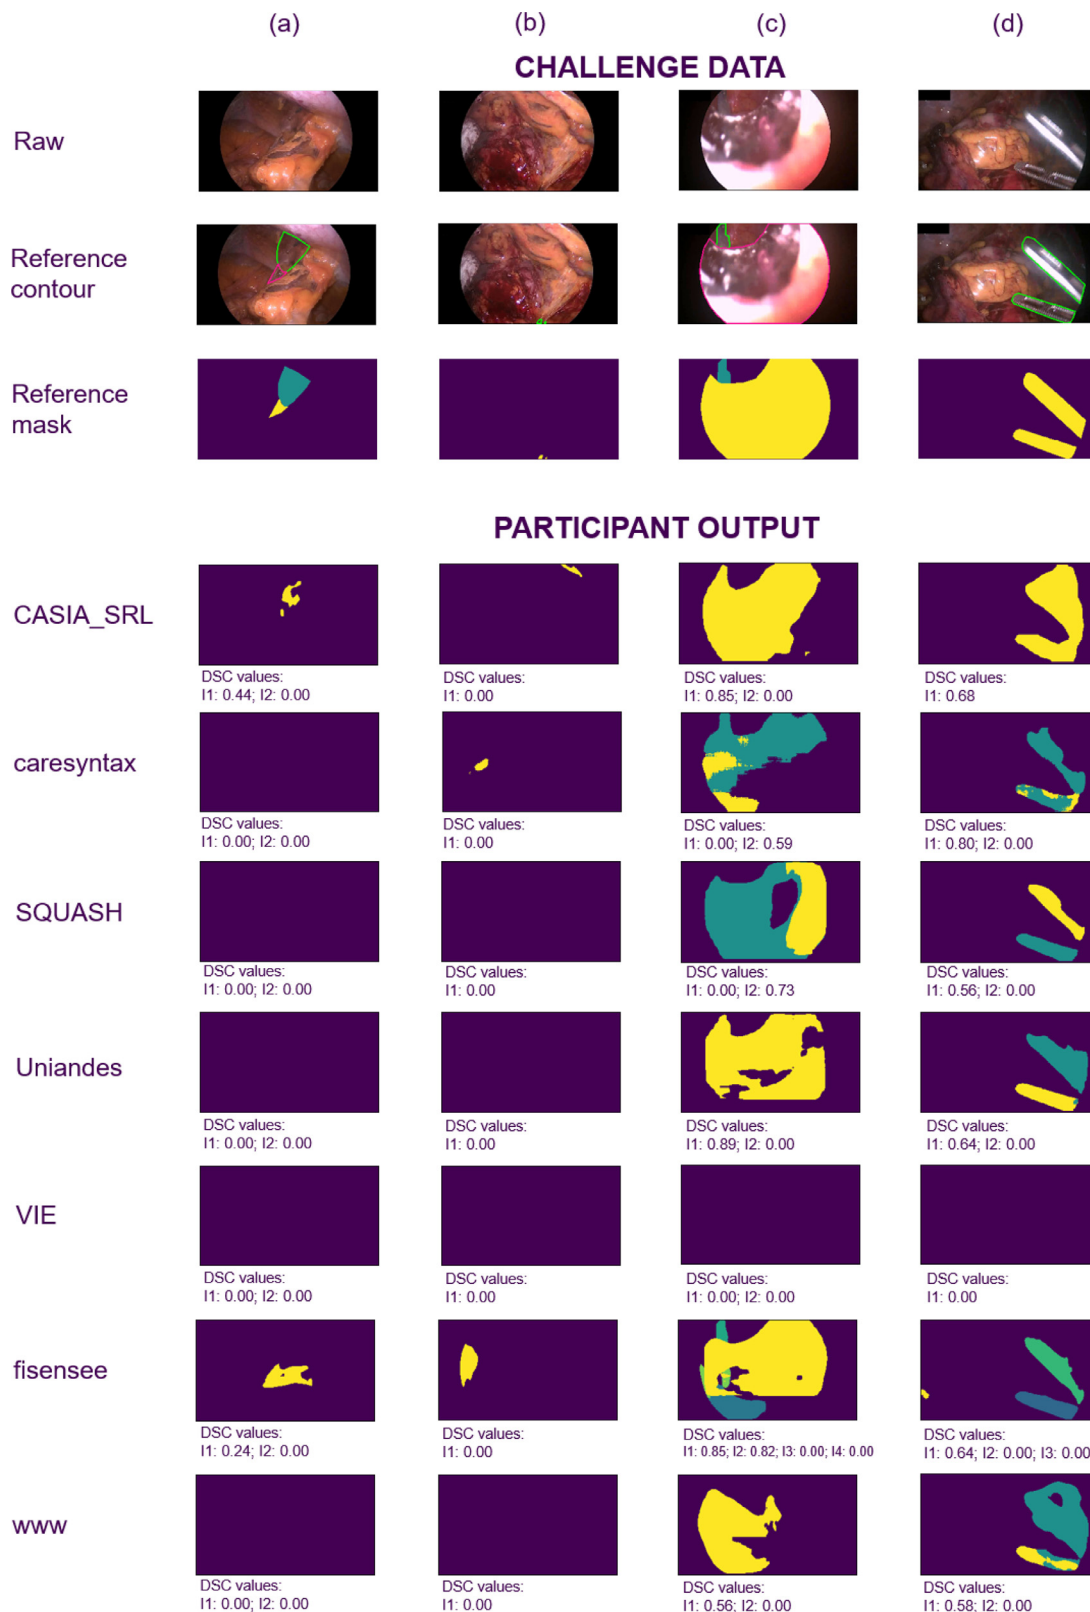 (a) (b) (c) (d)
CHALLENGE DATA
Raw
Reference
contour
Reference
mask
PARTICIPANT OUTPUT
CASIA_SRL
DSC values: DSC values: DSC values: DSC values:
I1: 0.44; I2: 0.00 I1: 0.00 I1: 0.85; I2: 0.00 I1: 0.68
caresyntax
DSC values: DSC values: DSC values: DSC values:
I1: 0.00; I2: 0.00 I1: 0.00 I1: 0.00; I2: 0.59 I1: 0.80; I2: 0.00
SQUASH
DSC values: DSC values: DSC values: DSC values:
I1: 0.00; I2: 0.00 I1: 0.00 I1: 0.00; I2: 0.73 I1: 0.56; I2: 0.00
Uniandes
DSC values: DSC values: DSC values: DSC values:
I1: 0.00; I2: 0.00 I1: 0.00 I1: 0.89; I2: 0.00 I1: 0.64; I2: 0.00
VIE
DSC values: DSC values: DSC values: DSC values:
I1: 0.00; I2: 0.00 I1: 0.00 I1: 0.00; I2: 0.00 I1: 0.00
fisensee
DSC values: DSC values: DSC values: DSC values:
I1: 0.24; I2: 0.00 I1: 0.00 I1: 0.85; I2: 0.82; I3: 0.00; I4: 0.00 I1: 0.64; I2: 0.00; I3: 0.00
www
DSC values: DSC values: DSC values: DSC values:
I1: 0.00; I2: 0.00 I1: 0.00 I1: 0.56; I2: 0.00 I1: 0.58; I2: 0.00